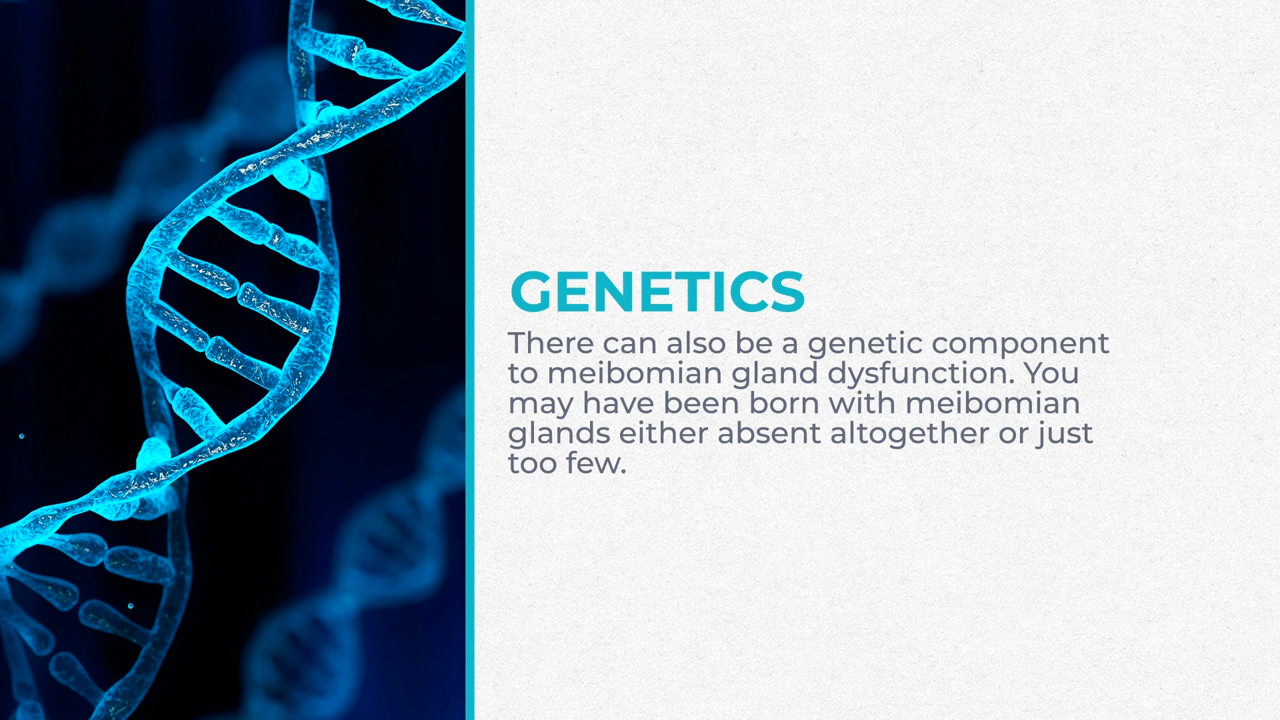 GENETICS
There can also be a genetic component
to meibomian gland dysfunction. You
may have been born with meibomian
glands either absent altogether or just
too few.